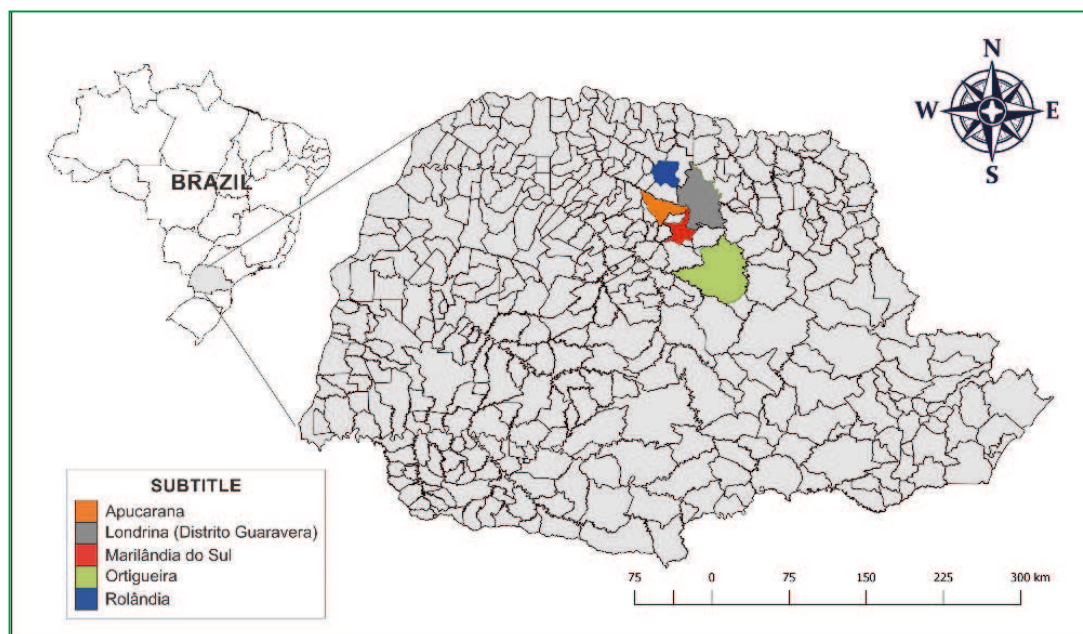 N
W E
S
BRAZIL
SUBTITLE
Apucarana
Londrina (Distrito Guaravera)
Marilândia do Sul
Ortigueira
Rolândia
75 0 75 150 225 300 km